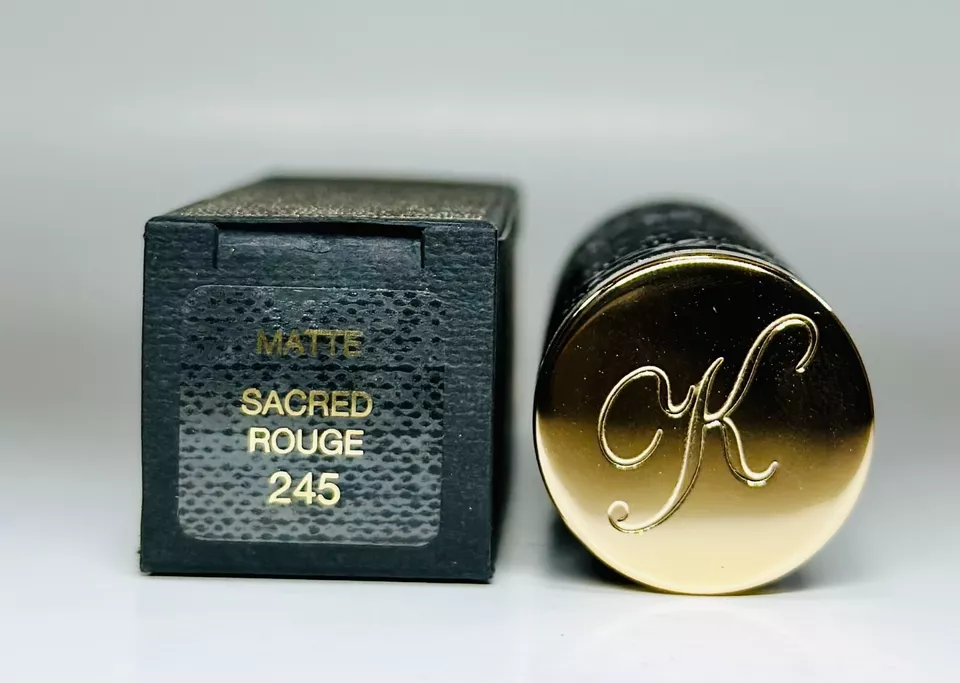 MATTE
SACRED
ROUGE
245
K